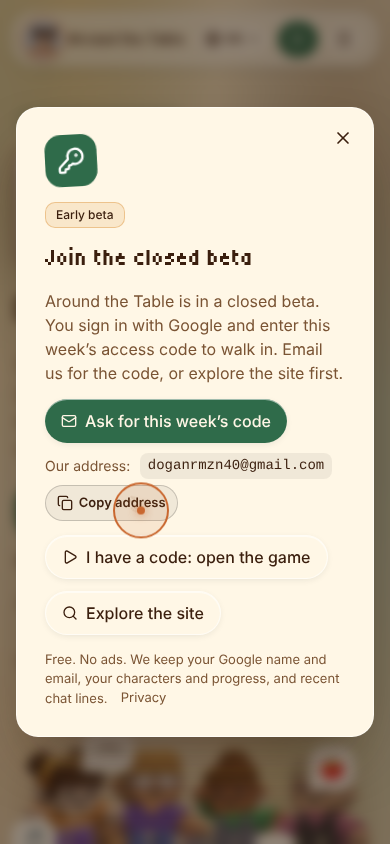 Early beta
Join the closed beta
Around the Table is in a closed beta.
You sign in with Google and enter this
week's access code to walk in. Email
us for the code, or explore the site first.
Ask for this week's code
Our address: doganrmzn40@gmail.com
Copy address
I have a code: open the game
Explore the site
Free. No ads. We keep your Google name and
email, your characters and progress, and recent
chat lines. Privacy